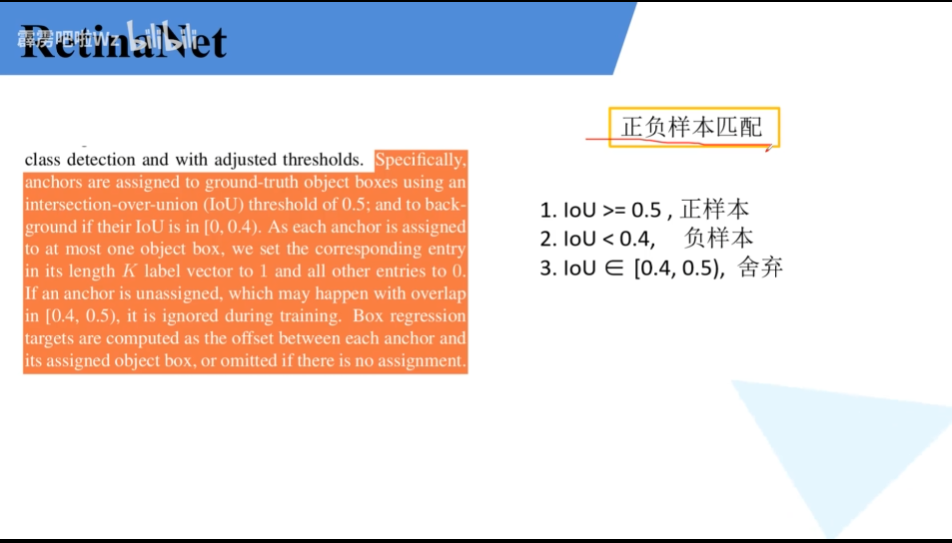 RetinaNet
霹雳吧啦Wz bilibili
class detection and with adjusted thresholds. Specifically,
anchors are assigned to ground-truth object boxes using an
intersection-over-union (IoU) threshold of 0.5; and to back-
ground if their IoU is in [0, 0.4). As each anchor is assigned
to at most one object box, we set the corresponding entry
in its length K label vector to 1 and all other entries to 0.
If an anchor is unassigned, which may happen with overlap
in [0.4, 0.5), it is ignored during training. Box regression
targets are computed as the offset between each anchor and
its assigned object box, or omitted if there is no assignment.
正负样本匹配
1. IoU >= 0.5 , 正样本
2. IoU < 0.4, 负样本
3. IoU ∈ [0.4, 0.5), 舍弃